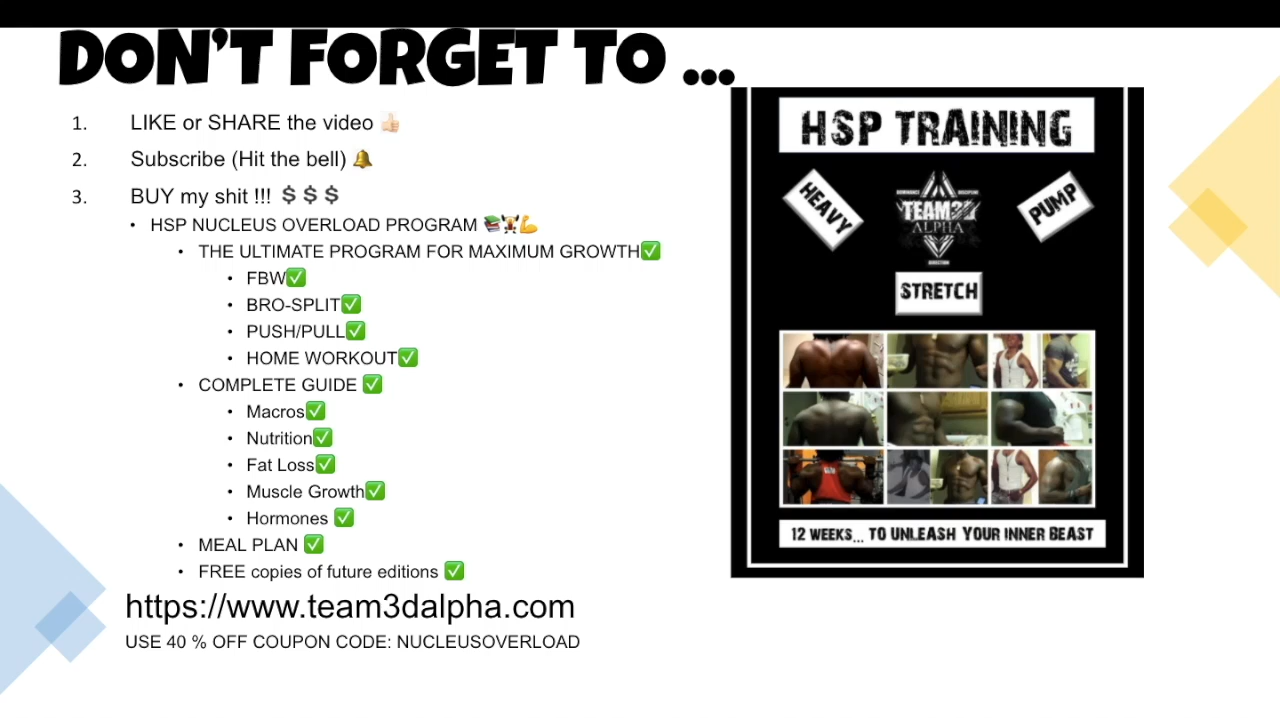 DON'T FORGET TO ...
1. LIKE or SHARE the video 👍🏻
2. Subscribe (Hit the bell) 🔔
3. BUY my shit !!! 💲💲💲
• HSP NUCLEUS OVERLOAD PROGRAM 📚🏋️💪
• THE ULTIMATE PROGRAM FOR MAXIMUM GROWTH✅
• FBW✅
• BRO-SPLIT✅
• PUSH/PULL✅
• HOME WORKOUT✅
• COMPLETE GUIDE ✅
• Macros✅
• Nutrition✅
• Fat Loss✅
• Muscle Growth✅
• Hormones ✅
• MEAL PLAN ✅
• FREE copies of future editions ✅
https://www.team3dalpha.com
USE 40 % OFF COUPON CODE: NUCLEUSOVERLOAD
HSP TRAINING
HEAVY
TEAM3D
ALPHA
PUMP
STRETCH
12 WEEKS... TO UNLEASH YOUR INNER BEAST